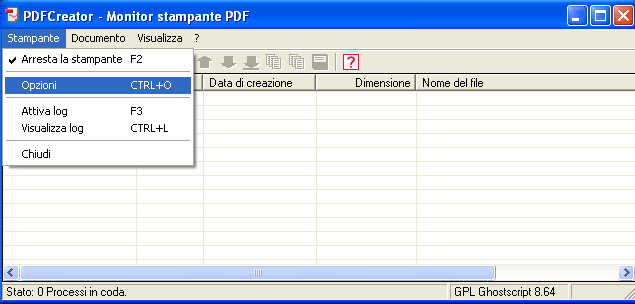 PDFCreator - Monitor stampante PDF
Stampante Documento Visualizza ?
Arresta la stampante F2
Opzioni CTRL+O
Attiva log F3
Visualizza log CTRL+L
Chiudi
Data di creazione Dimensione Nome del file
Stato: 0 Processi in coda. GPL Ghostscript 8.64